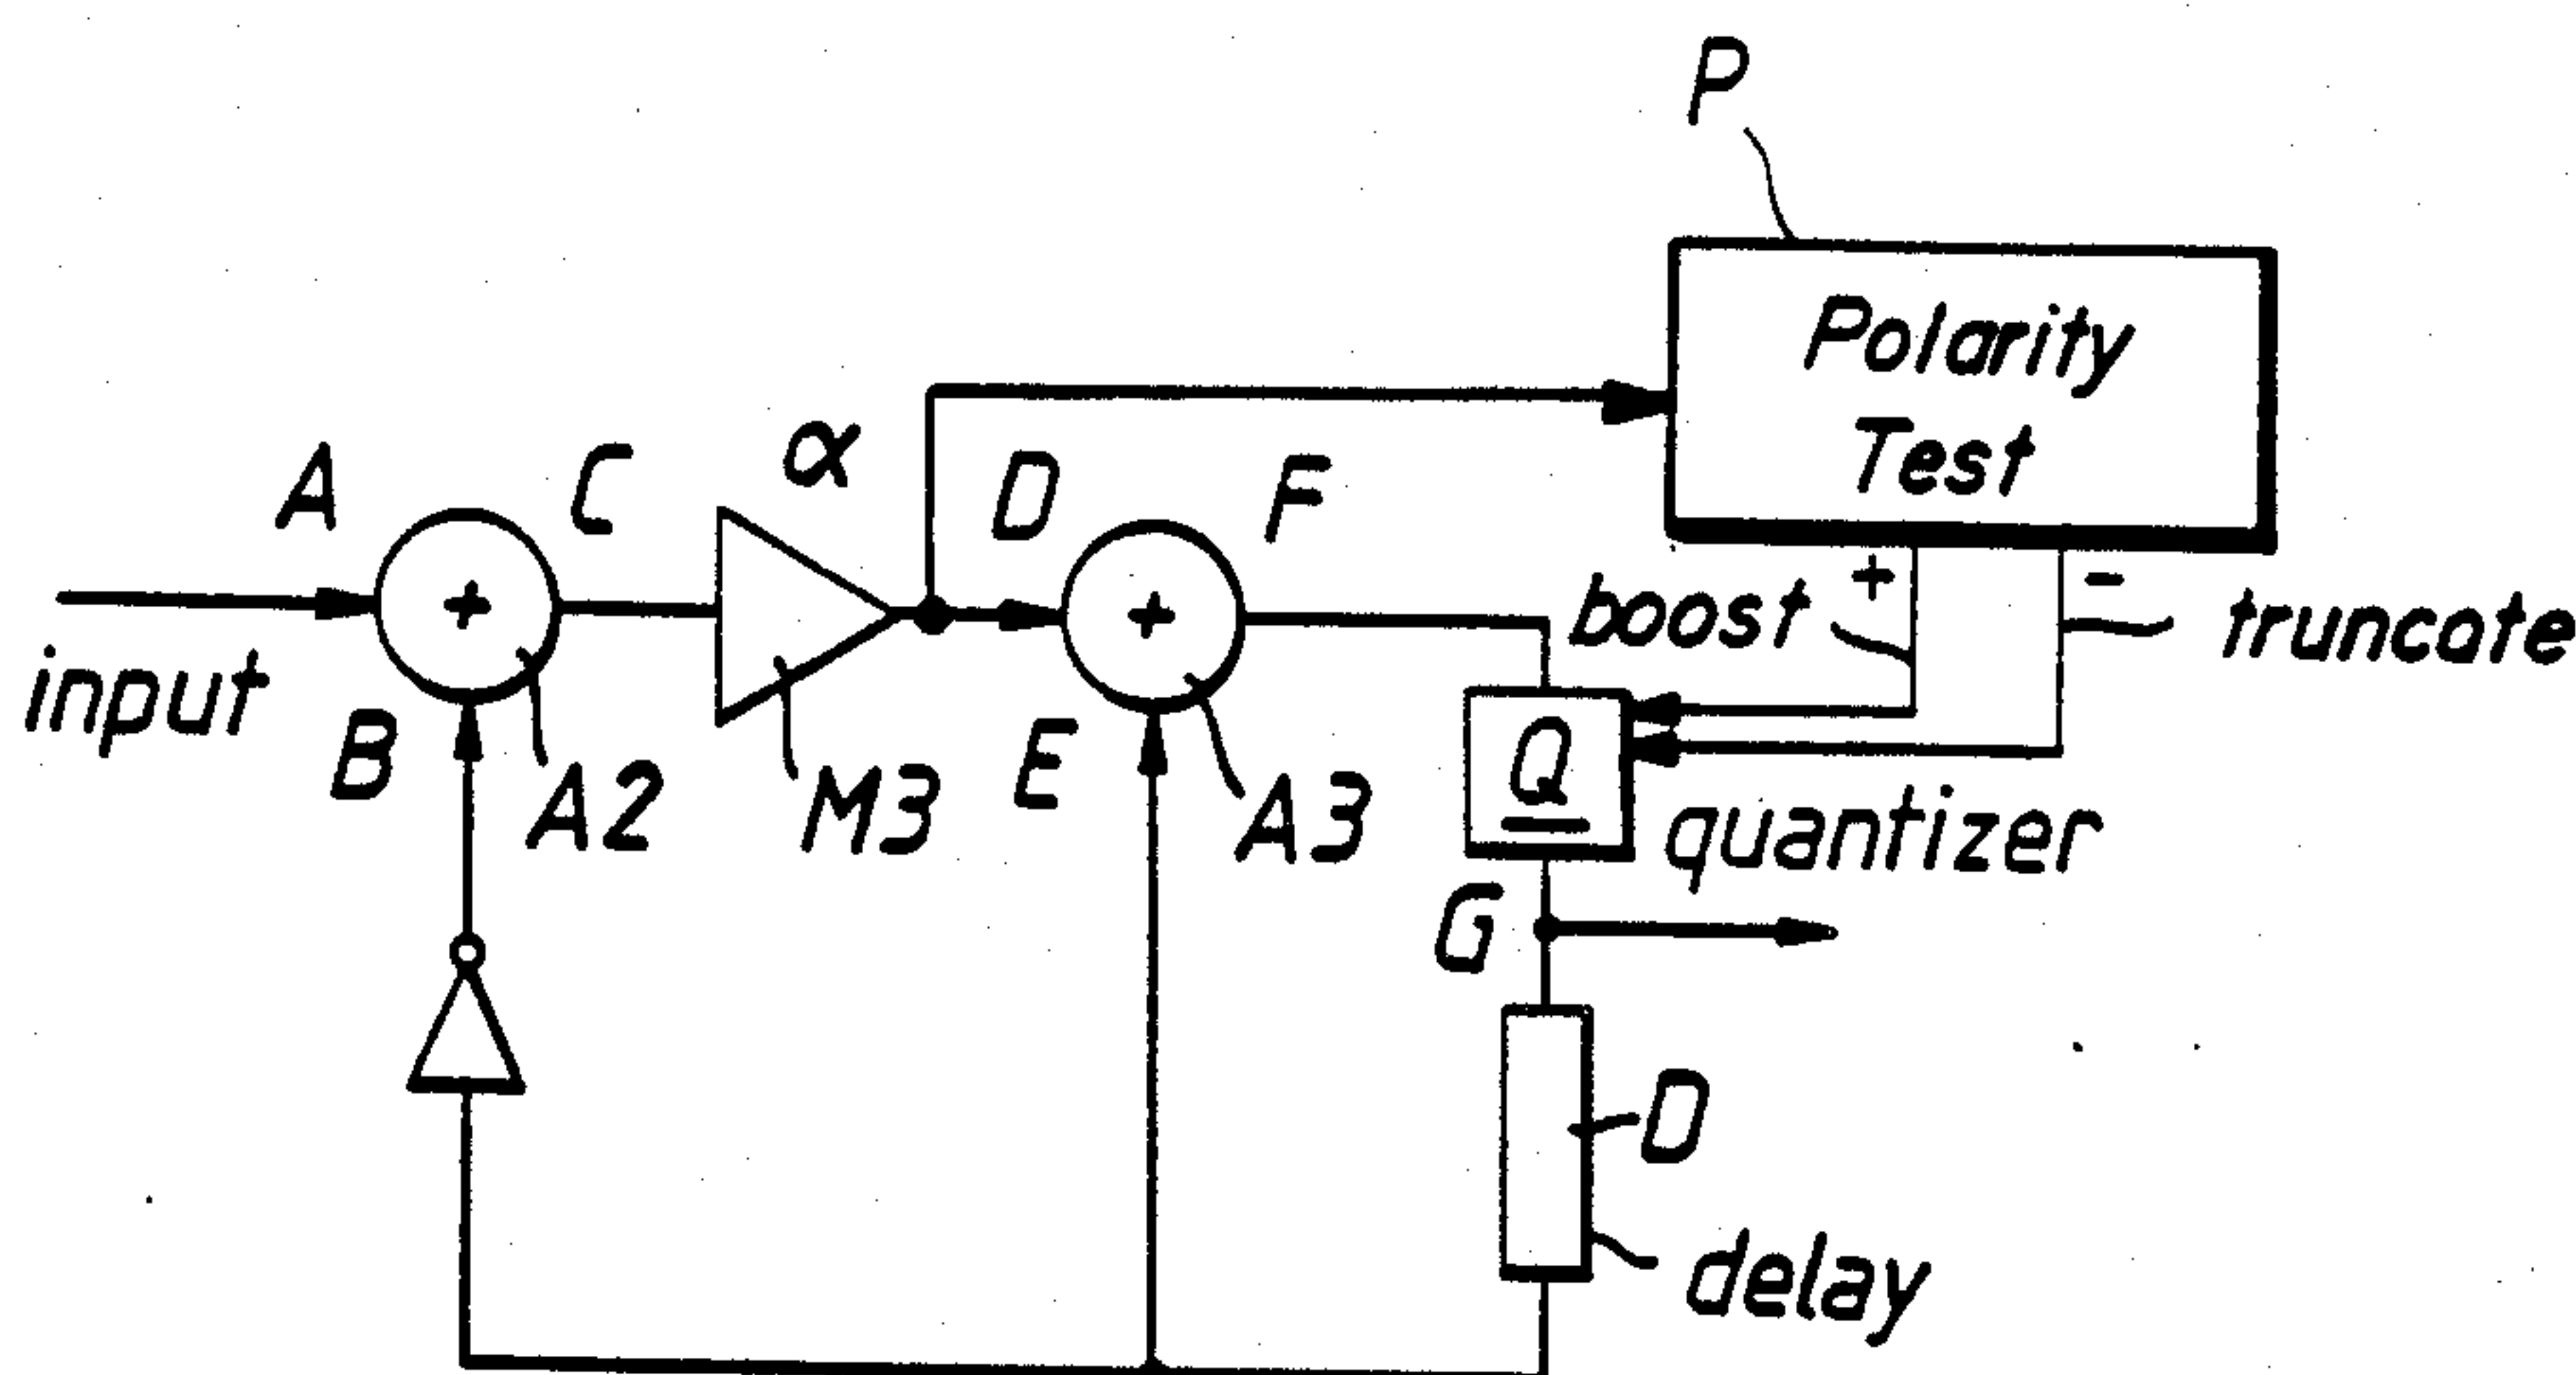 P
Polarity
Test
A
C
α
D
F
+
+
boost
+
-
truncate
input
B
A2
M3
E
A3
Q
quantizer
G
D
delay